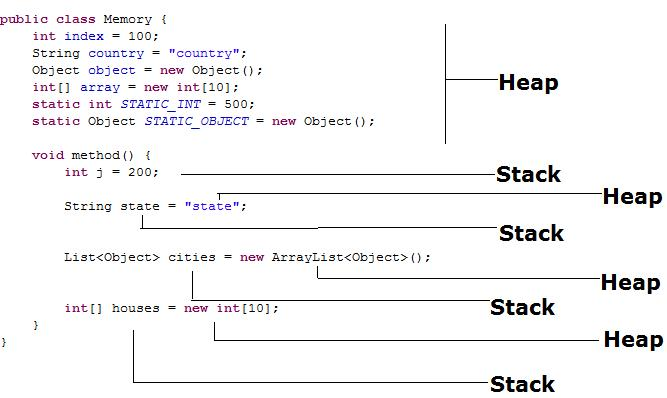 public class Memory {
    int index = 100;
    String country = "country";
    Object object = new Object();
    int[] array = new int[10];
    static int STATIC_INT = 500;
    static Object STATIC_OBJECT = new Object();
Heap
    void method() {
        int j = 200;
Stack
Heap
        String state = "state";
Stack
        List<Object> cities = new ArrayList<Object>();
Heap
Stack
        int[] houses = new int[10];
    }
Heap
}
Stack